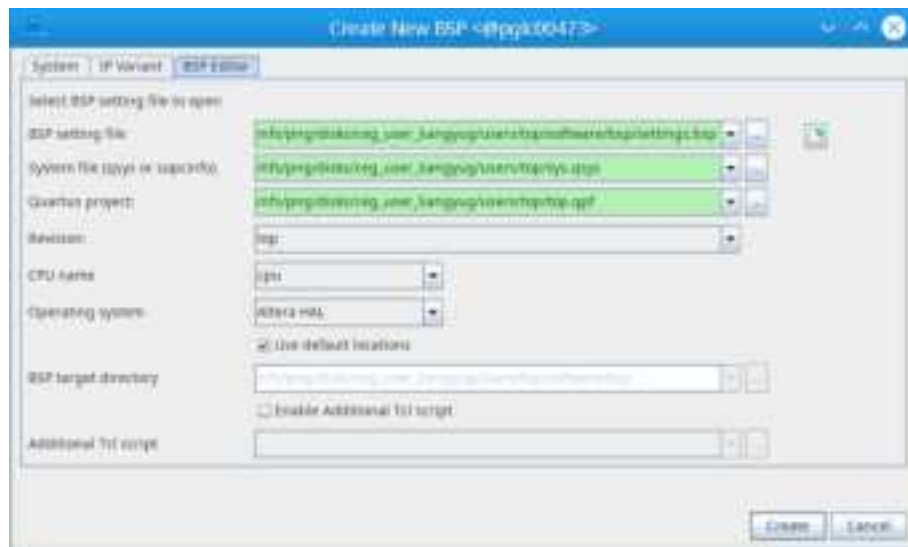 Create New BSP <@pgk00473>
System IP Variant BSP Editor
Select BSP setting file to open
BSP setting file:
System file (qsys or sopcinfo):
Quartus project:
Revision: top
CPU name cpu
Operating system Altera HAL
Use default locations
BSP target directory
Enable Additional Tcl script
Additional Tcl script
Create Cancel